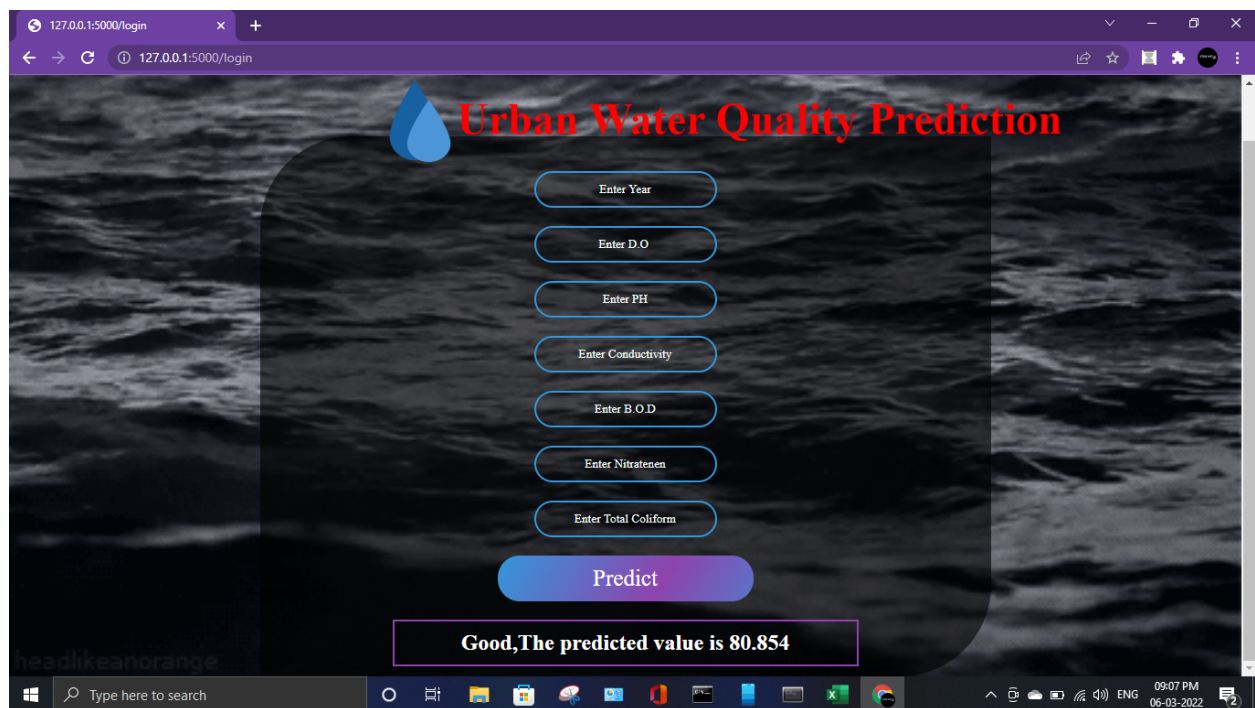 127.0.0.1:5000/login
127.0.0.1:5000/login
Urban Water Quality Prediction
Enter Year
Enter D.O
Enter PH
Enter Conductivity
Enter B.O.D
Enter Nitratenen
Enter Total Coliform
Predict
Good,The predicted value is 80.854
headlikeanorange
Type here to search
ENG
09:07 PM
06-03-2022
2